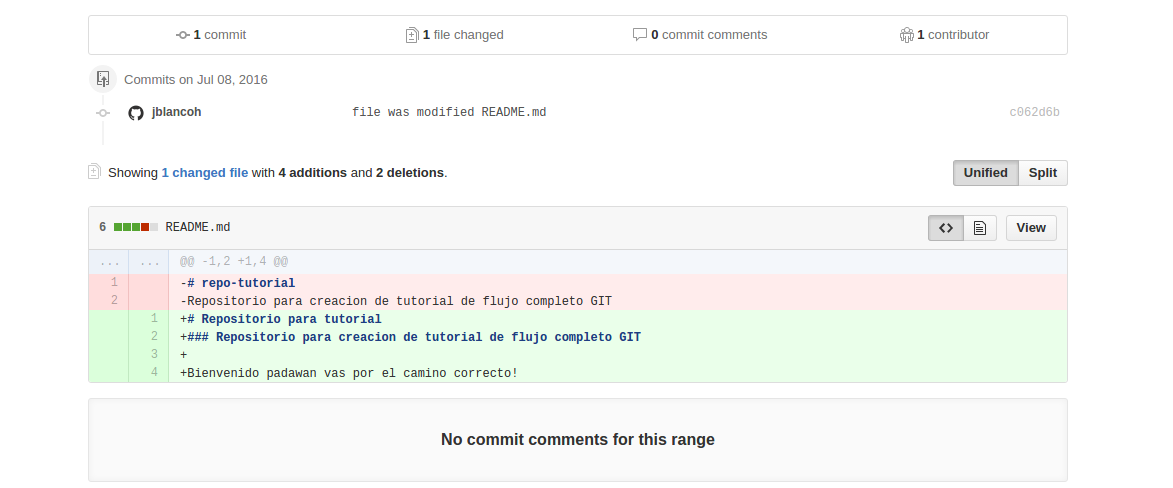 1 commit 1 file changed 0 commit comments 1 contributor
Commits on Jul 08, 2016
jblancoh file was modified README.md c062d6b
Showing 1 changed file with 4 additions and 2 deletions. Unified Split
6 README.md <> View
... ... @@ -1,2 +1,4 @@
1 -# repo-tutorial
2 -Repositorio para creacion de tutorial de flujo completo GIT
1 +# Repositorio para tutorial
2 +### Repositorio para creacion de tutorial de flujo completo GIT
3 +
4 +Bienvenido padawan vas por el camino correcto!
No commit comments for this range